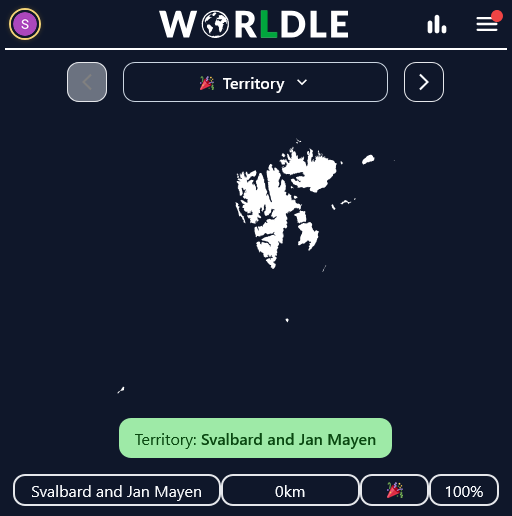 S
WORLDLE
Territory
Territory: Svalbard and Jan Mayen
Svalbard and Jan Mayen 0km 100%